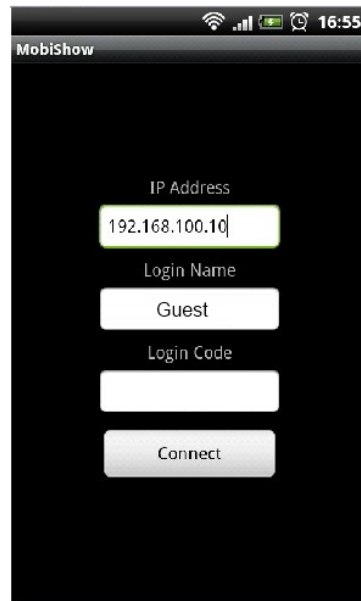 16:55
MobiShow
IP Address
192.168.100.10
Login Name
Guest
Login Code
Connect